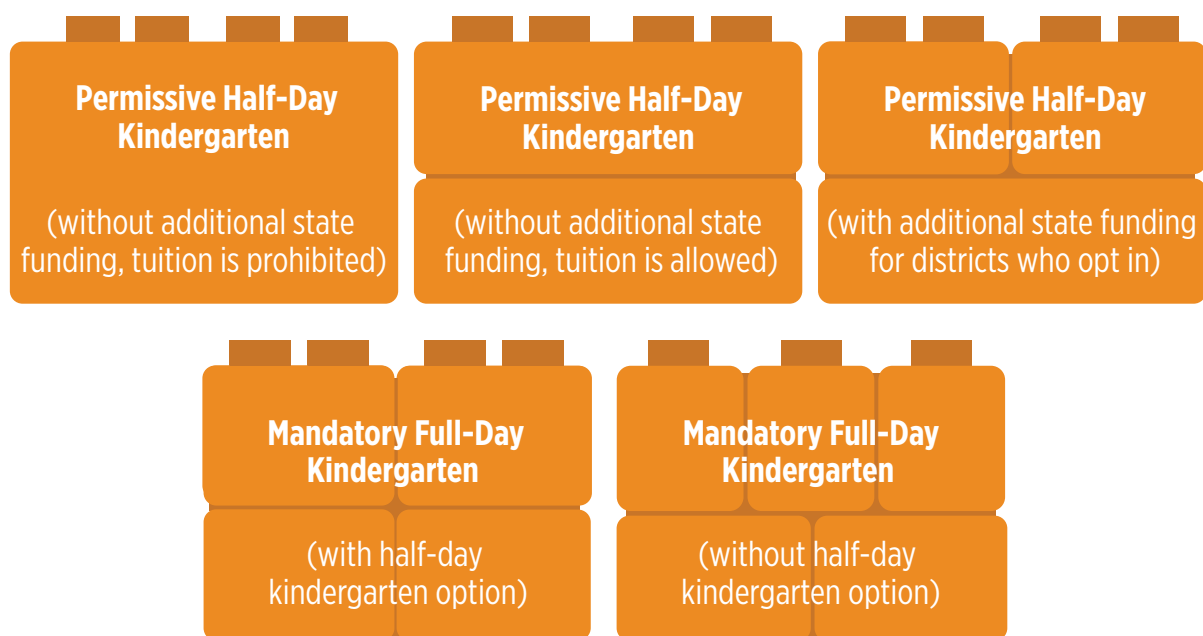 Permissive Half-Day
Kindergarten
(without additional state
funding, tuition is prohibited)
Permissive Half-Day
Kindergarten
(without additional state
funding, tuition is allowed)
Permissive Half-Day
Kindergarten
(with additional state funding
for districts who opt in)
Mandatory Full-Day
Kindergarten
(with half-day
kindergarten option)
Mandatory Full-Day
Kindergarten
(without half-day
kindergarten option)